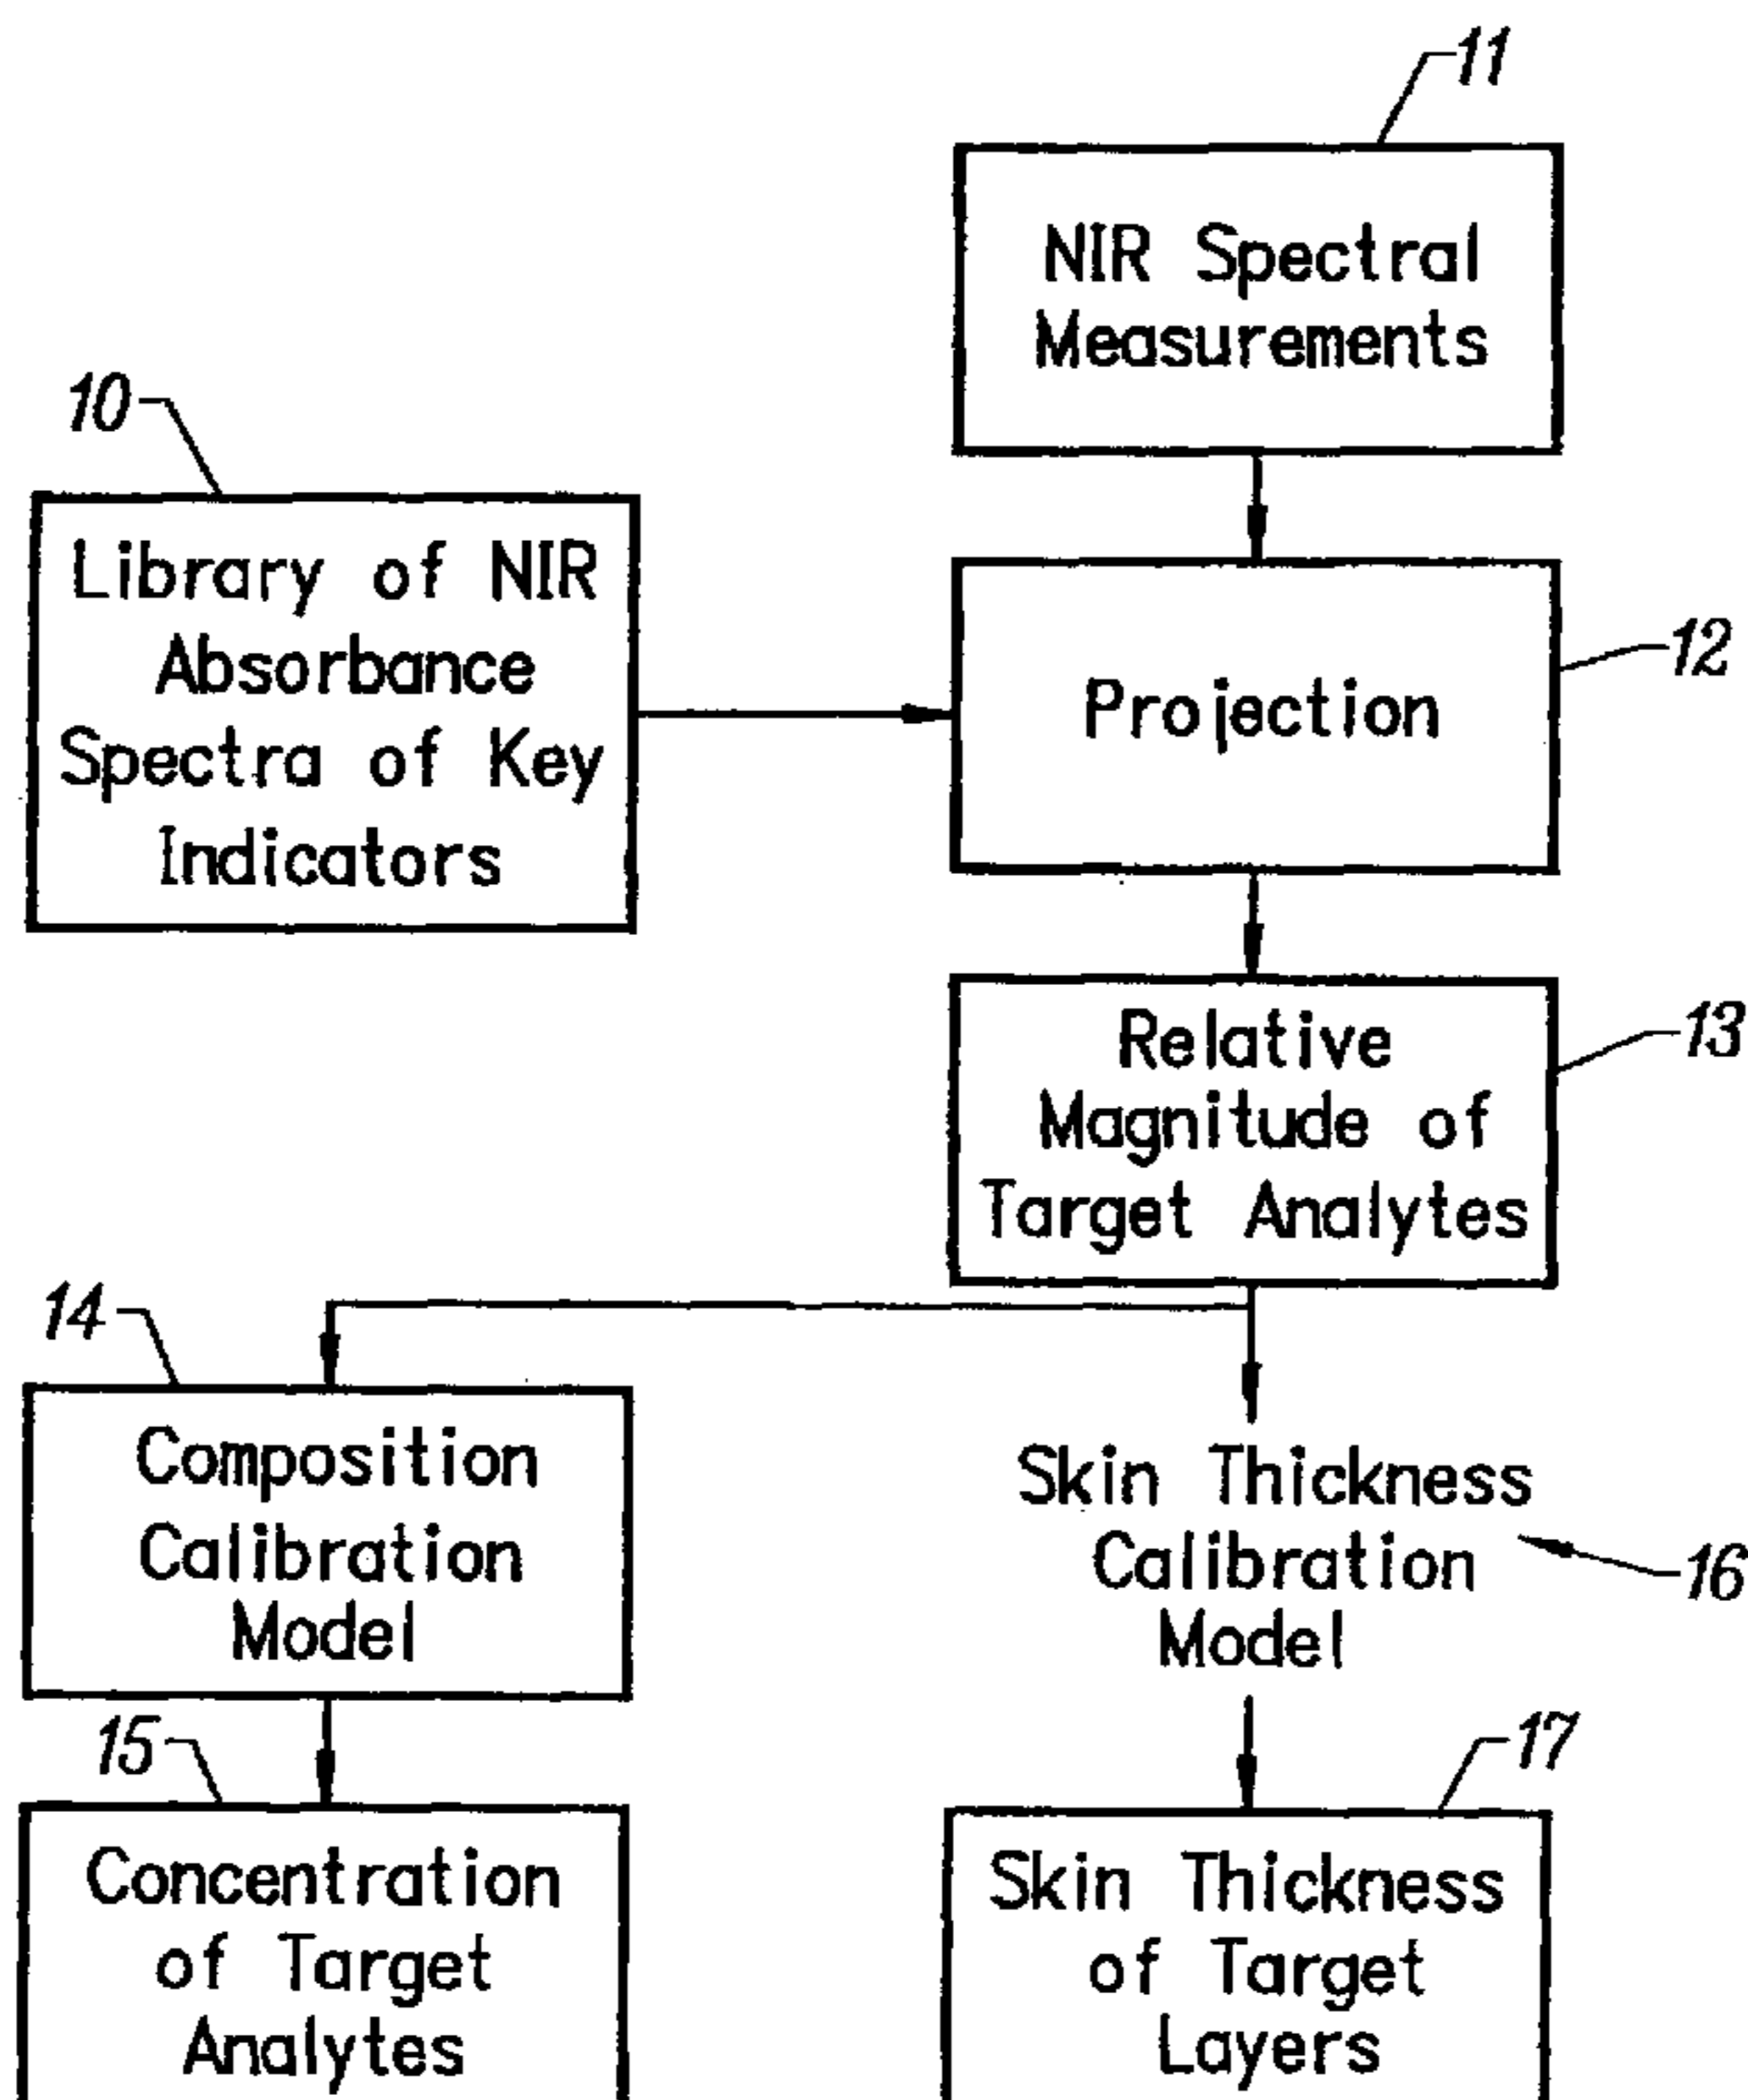 11
NIR Spectral
Measurements
10
Library of NIR
Absorbance
Spectra of Key
Indicators
12
Projection
13
Relative
Magnitude of
Target Analytes
14
Composition
Calibration
Model
Skin Thickness
Calibration
Model
16
15
Concentration
of Target
Analytes
17
Skin Thickness
of Target
Layers